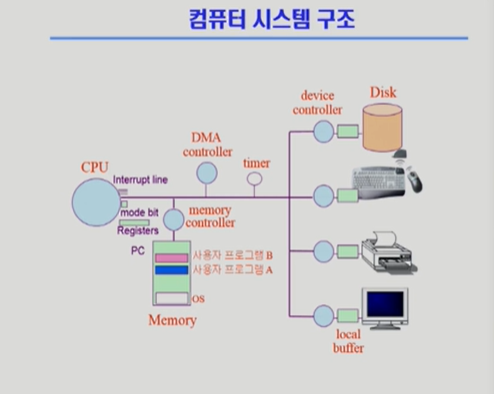 컴퓨터 시스템 구조
device
controller
Disk
DMA
controller
timer
CPU
Interrupt line
mode bit
Registers
memory
controller
PC
사용자 프로그램 B
사용자 프로그램 A
OS
Memory
local
buffer